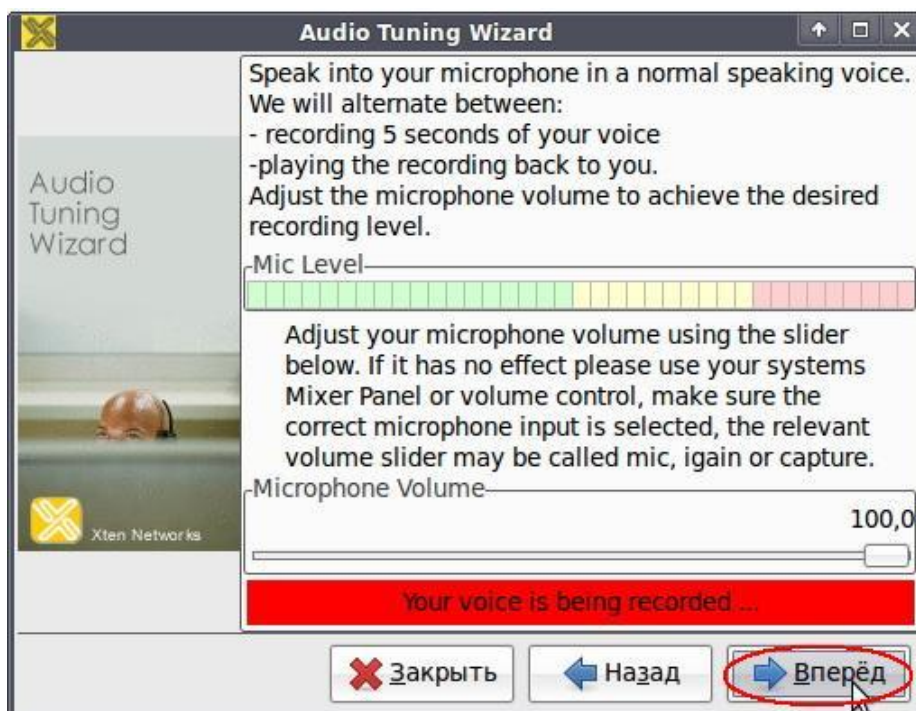 Audio Tuning Wizard
Speak into your microphone in a normal speaking voice.
We will alternate between:
- recording 5 seconds of your voice
-playing the recording back to you.
Adjust the microphone volume to achieve the desired
recording level.
Audio
Tuning
Wizard
Mic Level
Adjust your microphone volume using the slider
below. If it has no effect please use your systems
Mixer Panel or volume control, make sure the
correct microphone input is selected, the relevant
volume slider may be called mic, igain or capture.
Microphone Volume
100,0
Xten Networks
Your voice is being recorded ...
Закрыть
Назад
Вперёд